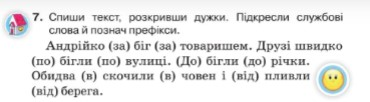 7. Спиши текст, розкривши дужки. Підкресли службові
слова й познач префікси.
Андрійко (за) біг (за) товаришем. Друзі швидко
(по) бігли (по) вулиці. (До) бігли (до) річки.
Обидва (в) скочили (в) човен і (від) пливли
(від) берега.